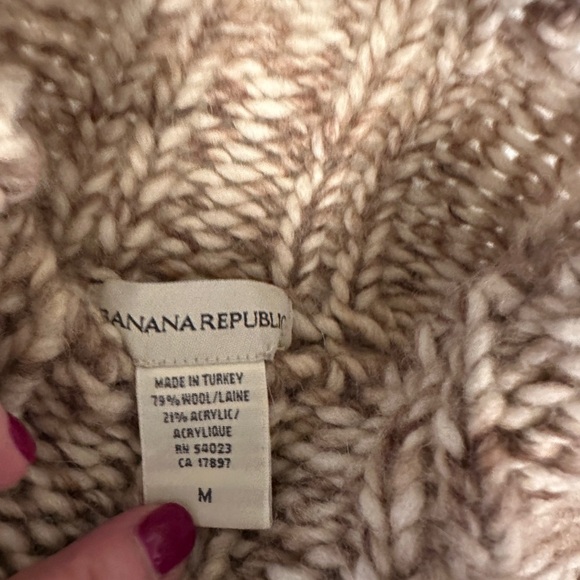 BANANA REPUBLIC
MADE IN TURKEY
79% WOOL/LAINE
21% ACRYLIC/
ACRYLIQUE
RN 54023
CA 17897
M